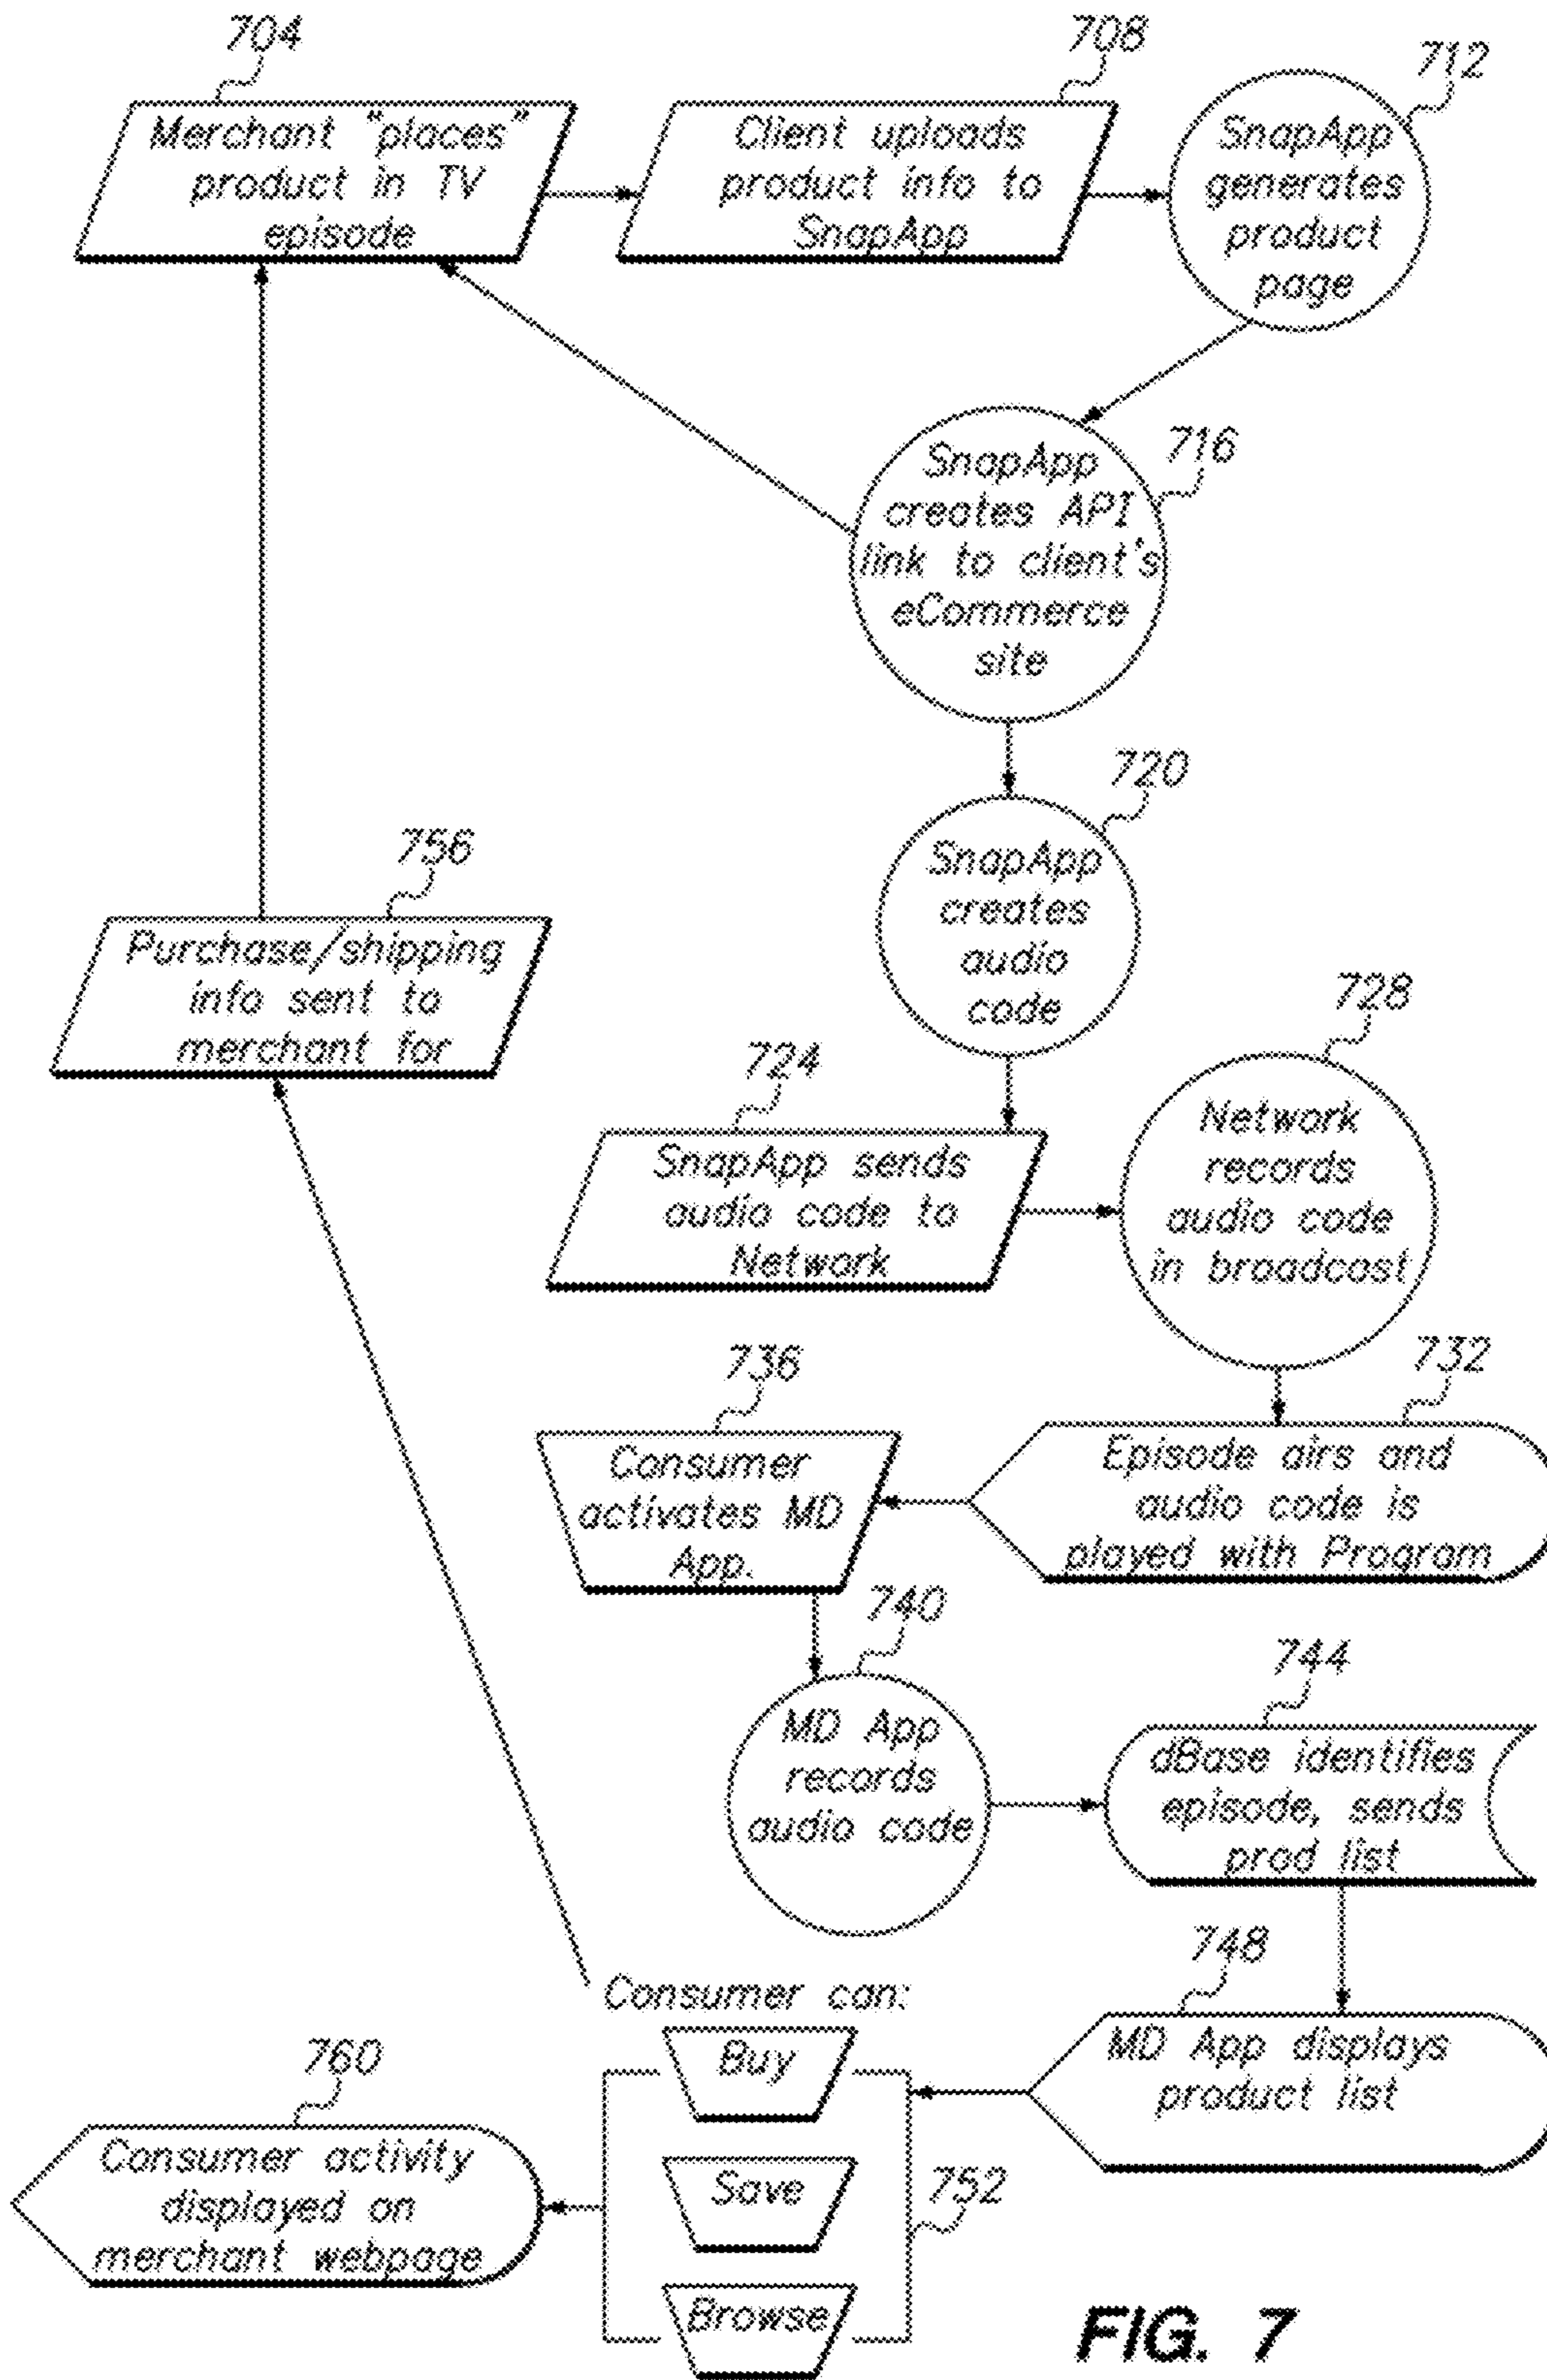 704
Merchant "places"
product in TV
episode
708
Client uploads
product info to
SnapApp
712
SnapApp
generates
product
page
716
SnapApp
creates API
link to client's
eCommerce
site
720
SnapApp
creates
audio
code
756
Purchase/shipping
info sent to
merchant for
724
SnapApp sends
audio code to
Network
728
Network
records
audio code
in broadcast
732
Episode airs and
audio code is
played with Program
736
Consumer
activates MD
App.
740
MD App
records
audio code
744
dBase identifies
episode, sends
prod list
748
MD App displays
product list
Consumer can:
Buy
Save
Browse
752
760
Consumer activity
displayed on
merchant webpage
FIG. 7